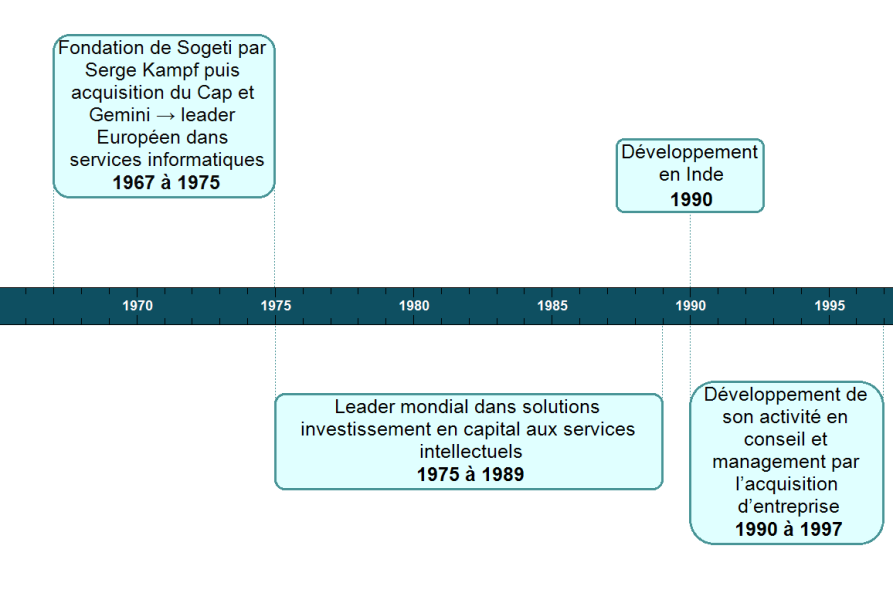 Fondation de Sogeti par
Serge Kampf puis
acquisition du Cap et
Gemini → leader
Européen dans
services informatiques
1967 à 1975
Développement
en Inde
1990
1970 1975 1980 1985 1990 1995
Leader mondial dans solutions
investissement en capital aux services
intellectuels
1975 à 1989
Développement de
son activité en
conseil et
management par
l’acquisition
d’entreprise
1990 à 1997